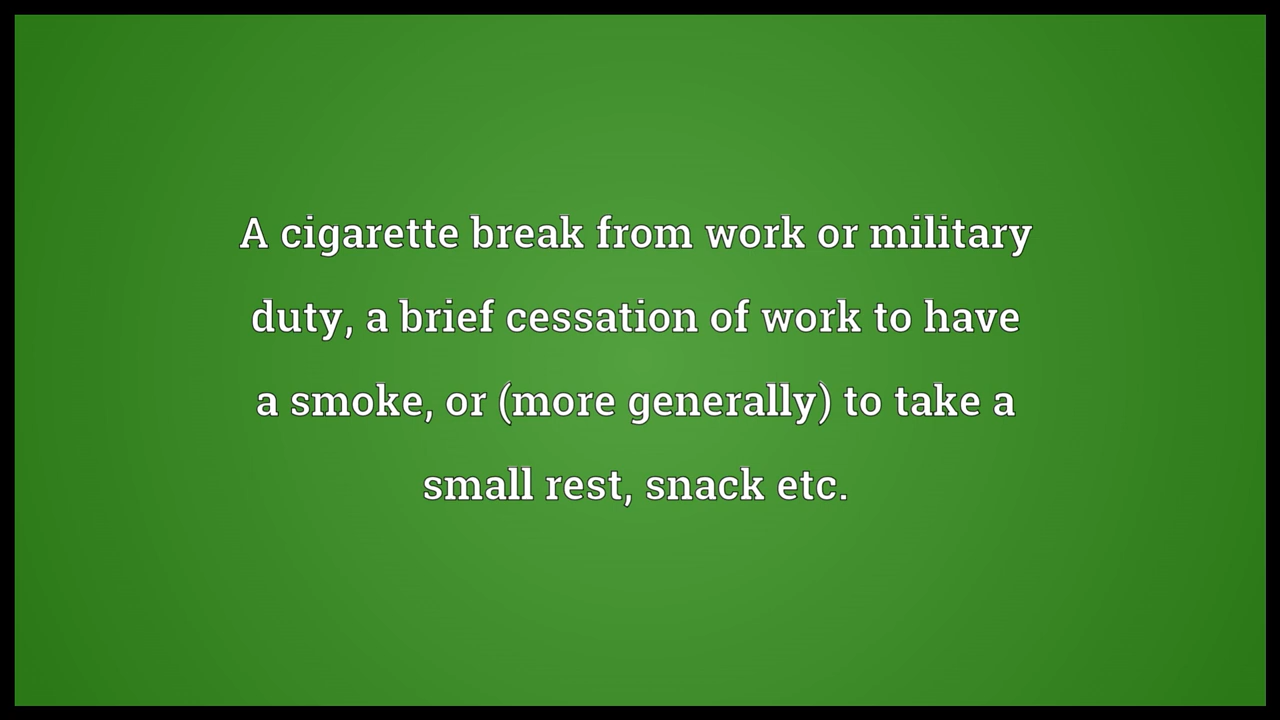 A cigarette break from work or military
duty, a brief cessation of work to have
a smoke, or (more generally) to take a
small rest, snack etc.